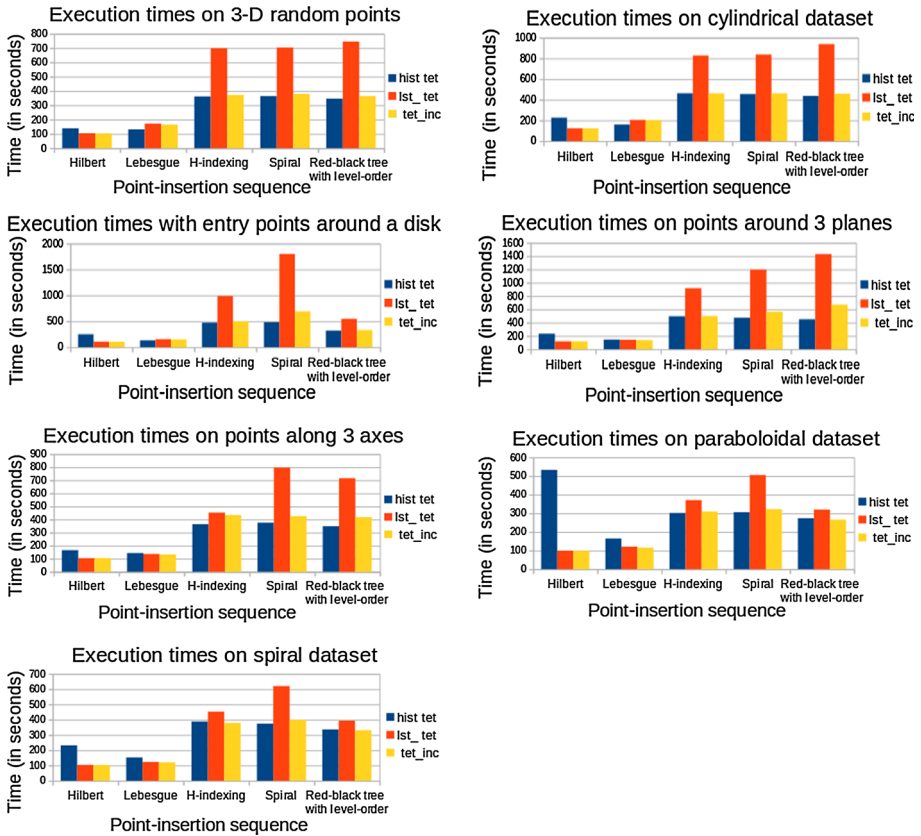 Execution times on 3-D random points
Time (in seconds)
800
700
600
500
400
300
200
100
0
Hilbert Lebesgue H-indexing Spiral Red-black tree
with level-order
Point-insertion sequence
hist tet
lst_ tet
tet_inc
Execution times on cylindrical dataset
Time (in seconds)
1000
800
600
400
200
0
Hilbert Lebesgue H-indexing Spiral Red-black tree
with level-order
Point-insertion sequence
hist tet
lst_ tet
tet_inc
Execution times with entry points around a disk
Time (in seconds)
2000
1500
1000
500
0
Hilbert Lebesgue H-indexing Spiral Red-black tree
with level-order
Point-insertion sequence
hist tet
lst_ tet
tet_inc
Execution times on points around 3 planes
Time (in seconds)
1600
1400
1200
1000
800
600
400
200
0
Hilbert Lebesgue H-indexing Spiral Red-black tree
with level-order
Point-insertion sequence
hist tet
lst_ tet
tet_inc
Execution times on points along 3 axes
Time (in seconds)
900
800
700
600
500
400
300
200
100
0
Hilbert Lebesgue H-indexing Spiral Red-black tree
with level-order
Point-insertion sequence
hist tet
lst_ tet
tet_inc
Execution times on paraboloidal dataset
Time (in seconds)
600
500
400
300
200
100
0
Hilbert Lebesgue H-indexing Spiral Red-black tree
with level-order
Point-insertion sequence
hist tet
lst_ tet
tet_inc
Execution times on spiral dataset
Time (in seconds)
700
600
500
400
300
200
100
0
Hilbert Lebesgue H-indexing Spiral Red-black tree
with level-order
Point-insertion sequence
hist tet
lst_ tet
tet_inc